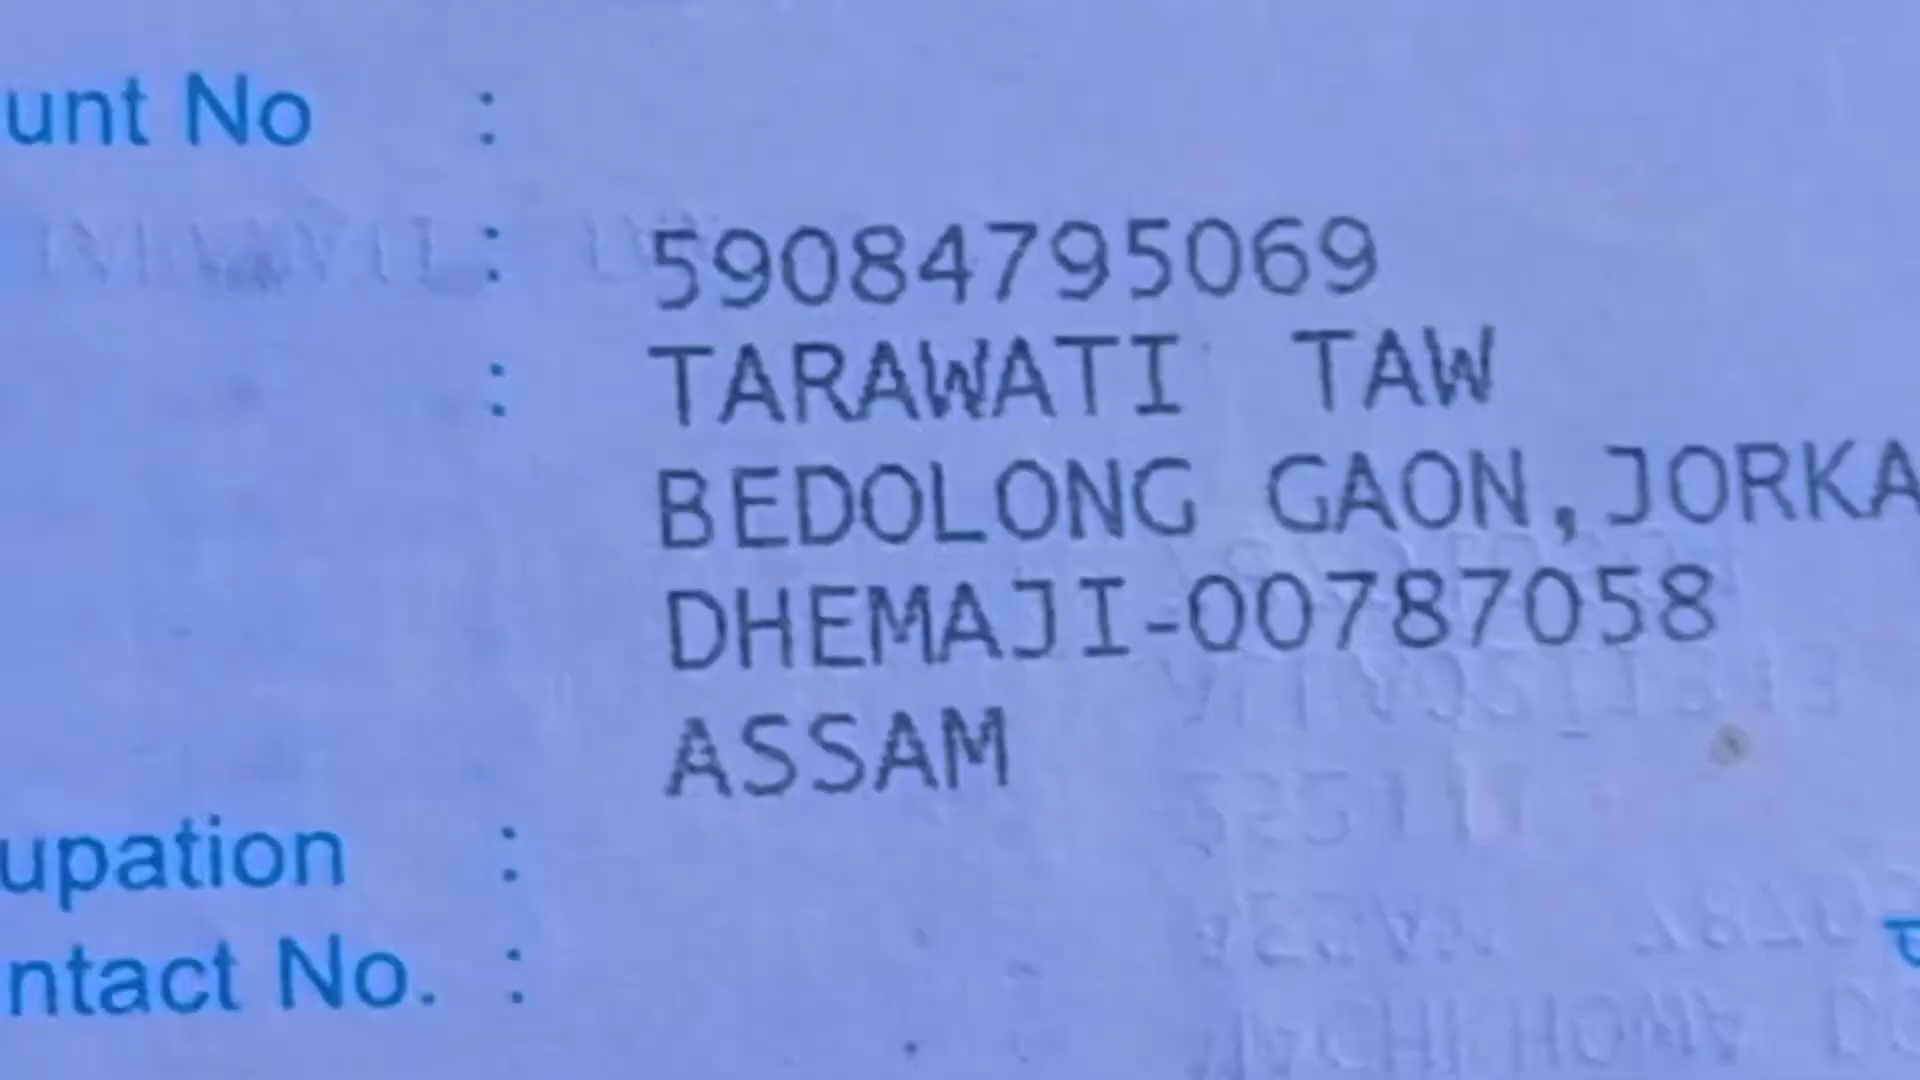 unt No :
: 59084795069
: TARAWATI TAW
BEDOLONG GAON,JORKA
DHEMAJI-00787058
ASSAM
upation :
ntact No. :